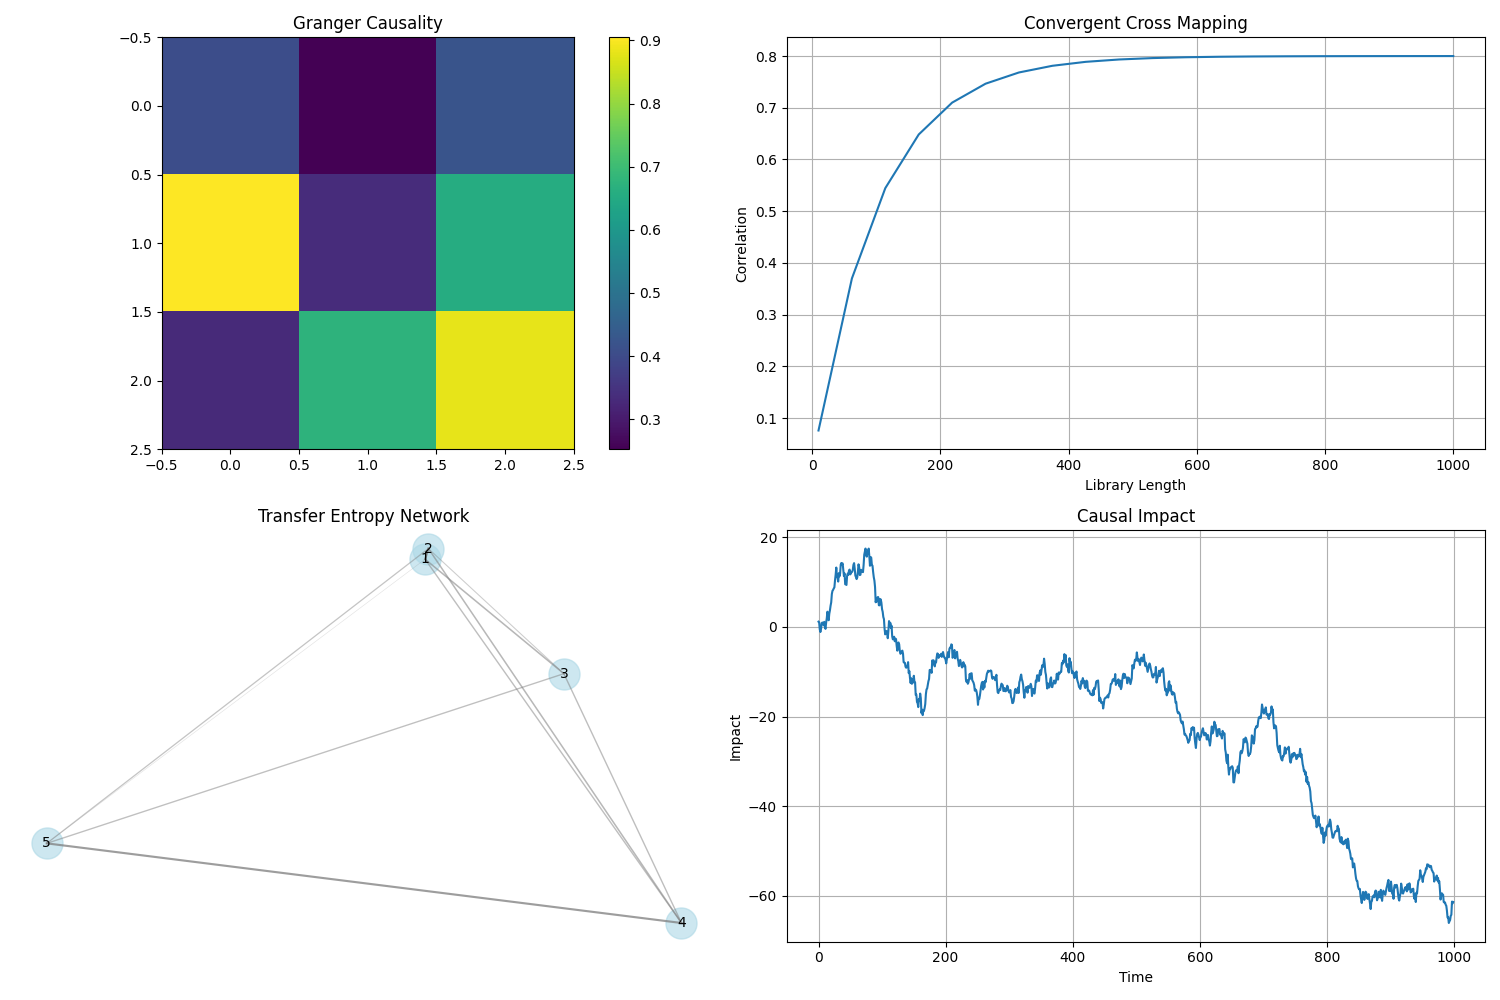 Granger Causality
−0.5
0.0
0.5
1.0
1.5
2.0
2.5
−0.5 0.0 0.5 1.0 1.5 2.0 2.5
0.9
0.8
0.7
0.6
0.5
0.4
0.3
Convergent Cross Mapping
Correlation
0.8
0.7
0.6
0.5
0.4
0.3
0.2
0.1
0 200 400 600 800 1000
Library Length
Transfer Entropy Network
2
1
3
5
4
Causal Impact
Impact
20
0
−20
−40
−60
0 200 400 600 800 1000
Time